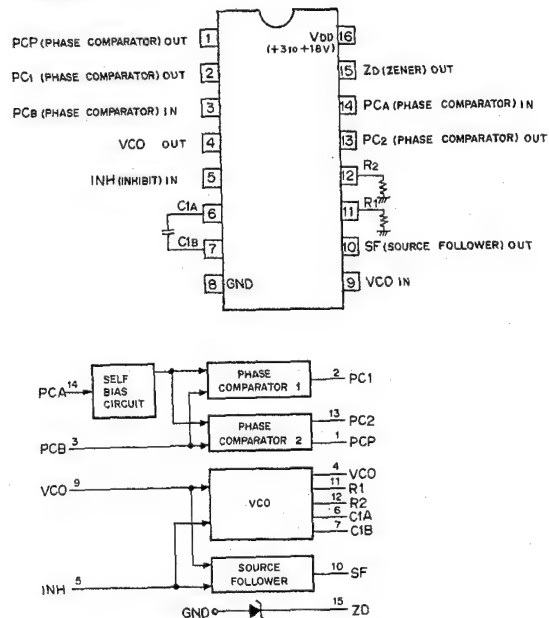 PCP (PHASE COMPARATOR) OUT 1
PC1 (PHASE COMPARATOR) OUT 2
PCB (PHASE COMPARATOR) IN 3
VCO OUT 4
INH (INHIBIT) IN 5
C1A 6
C1B 7
8 GND
VDD 16
(+3 TO +18V)
15 ZD (ZENER) OUT
14 PCA (PHASE COMPARATOR) IN
13 PC2 (PHASE COMPARATOR) OUT
12 R2
11 R1
10 SF (SOURCE FOLLOWER) OUT
9 VCO IN
PCA 14
SELF
BIAS
CIRCUIT
PHASE
COMPARATOR 1
2 PC1
PCB 3
PHASE
COMPARATOR 2
13 PC2
1 PCP
VCO 9
VCO
4 VCO
11 R1
12 R2
6 C1A
7 C1B
INH 5
SOURCE
FOLLOWER
10 SF
GND
15 ZD